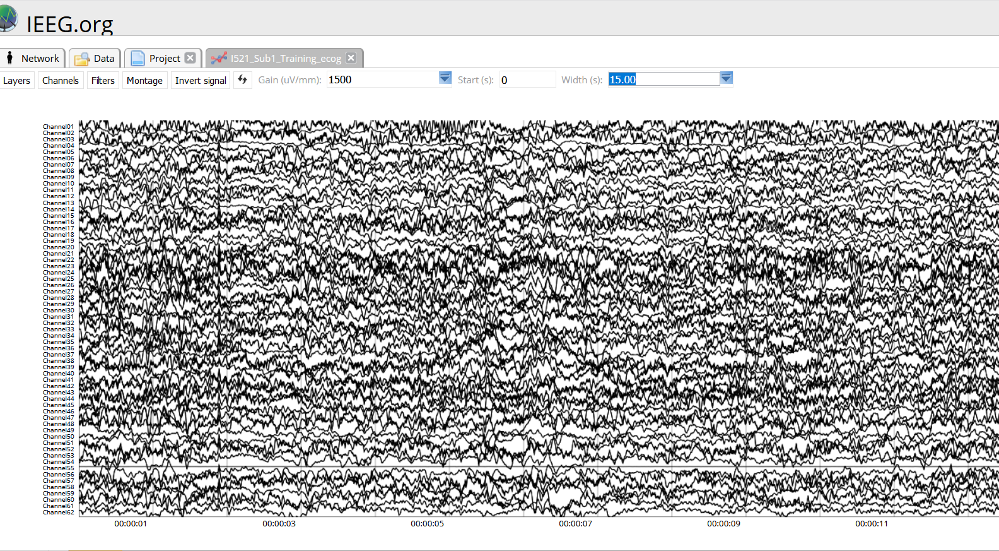 IEEG.org
Network Data Project I521_Sub1_Training_ecog
Layers Channels Filters Montage Invert signal Gain (uV/mm): 1500 Start (s): 0 Width (s): 15.00
Channel01
Channel02
Channel03
Channel04
Channel05
Channel06
Channel07
Channel08
Channel09
Channel10
Channel11
Channel12
Channel13
Channel14
Channel15
Channel16
Channel17
Channel18
Channel19
Channel20
Channel21
Channel22
Channel23
Channel24
Channel25
Channel26
Channel27
Channel28
Channel29
Channel30
Channel31
Channel32
Channel33
Channel34
Channel35
Channel36
Channel37
Channel38
Channel39
Channel40
Channel41
Channel42
Channel43
Channel44
Channel45
Channel46
Channel47
Channel48
Channel49
Channel50
Channel51
Channel52
Channel53
Channel54
Channel55
Channel56
Channel57
Channel58
Channel59
Channel60
Channel61
Channel62
00:00:01 00:00:03 00:00:05 00:00:07 00:00:09 00:00:11